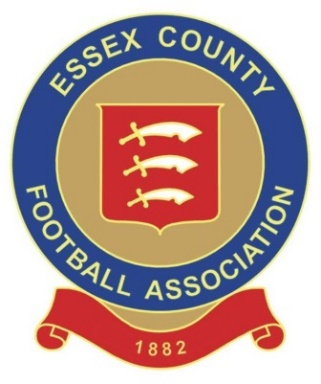 ESSEX COUNTY
FOOTBALL ASSOCIATION
1882